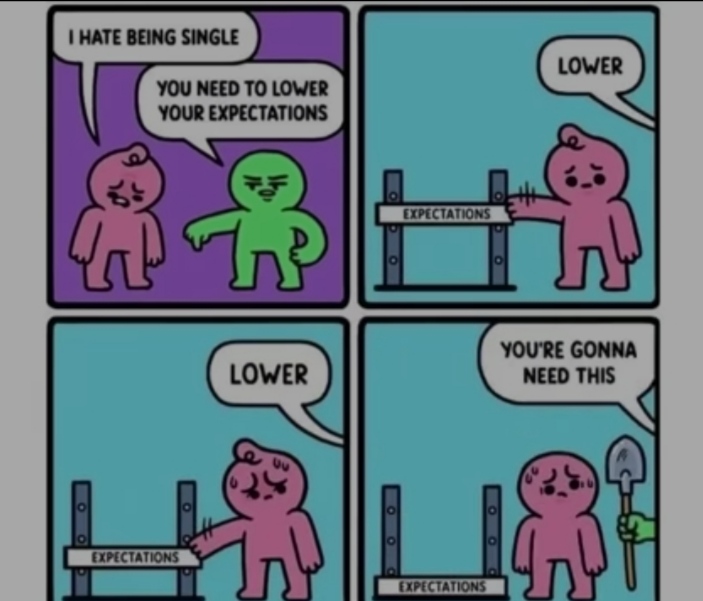 I HATE BEING SINGLE
YOU NEED TO LOWER
YOUR EXPECTATIONS
LOWER
EXPECTATIONS
LOWER
EXPECTATIONS
YOU'RE GONNA
NEED THIS
EXPECTATIONS